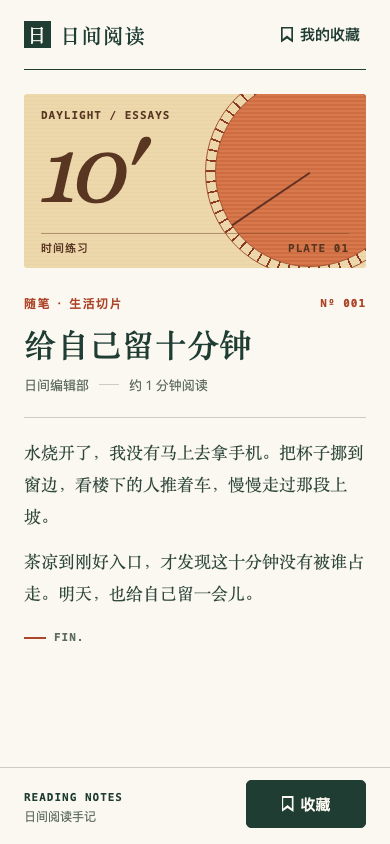 日 日间阅读
我的收藏
DAYLIGHT / ESSAYS
10′
时间练习
PLATE 01
随笔 · 生活切片
Nº 001
给自己留十分钟
日间编辑部 —— 约 1 分钟阅读
水烧开了，我没有马上去拿手机。把杯子挪到
窗边，看楼下的人推着车，慢慢走过那段上
坡。
茶凉到刚好入口，才发现这十分钟没有被谁占
走。明天，也给自己留一会儿。
FIN.
READING NOTES
日间阅读手记
收藏